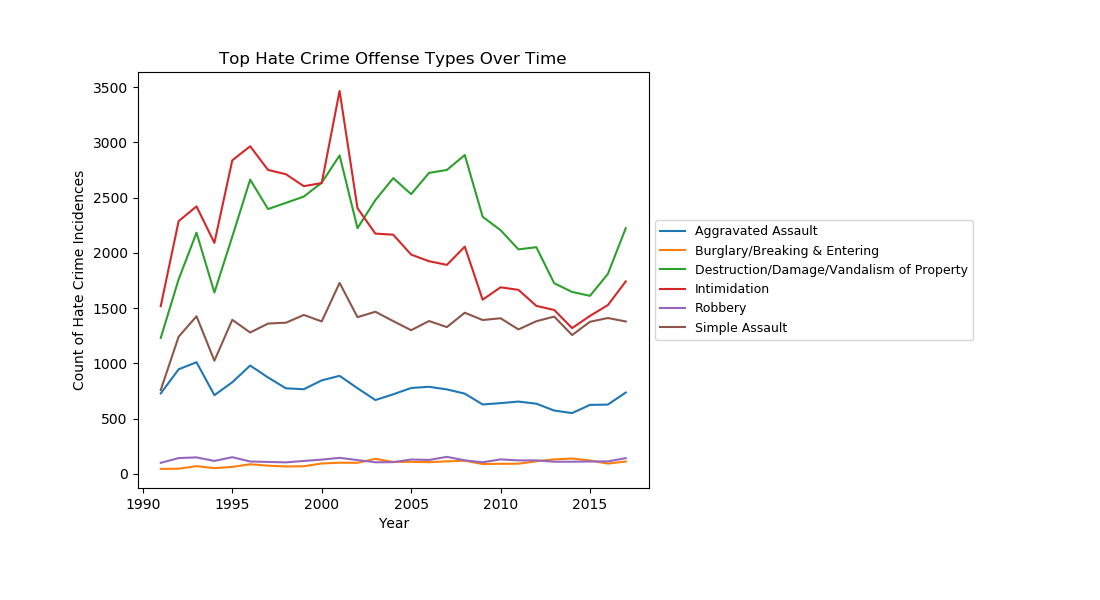 Top Hate Crime Offense Types Over Time
Count of Hate Crime Incidences
3500
3000
2500
2000
1500
1000
500
0
1990 1995 2000 2005 2010 2015
Year
Aggravated Assault
Burglary/Breaking & Entering
Destruction/Damage/Vandalism of Property
Intimidation
Robbery
Simple Assault